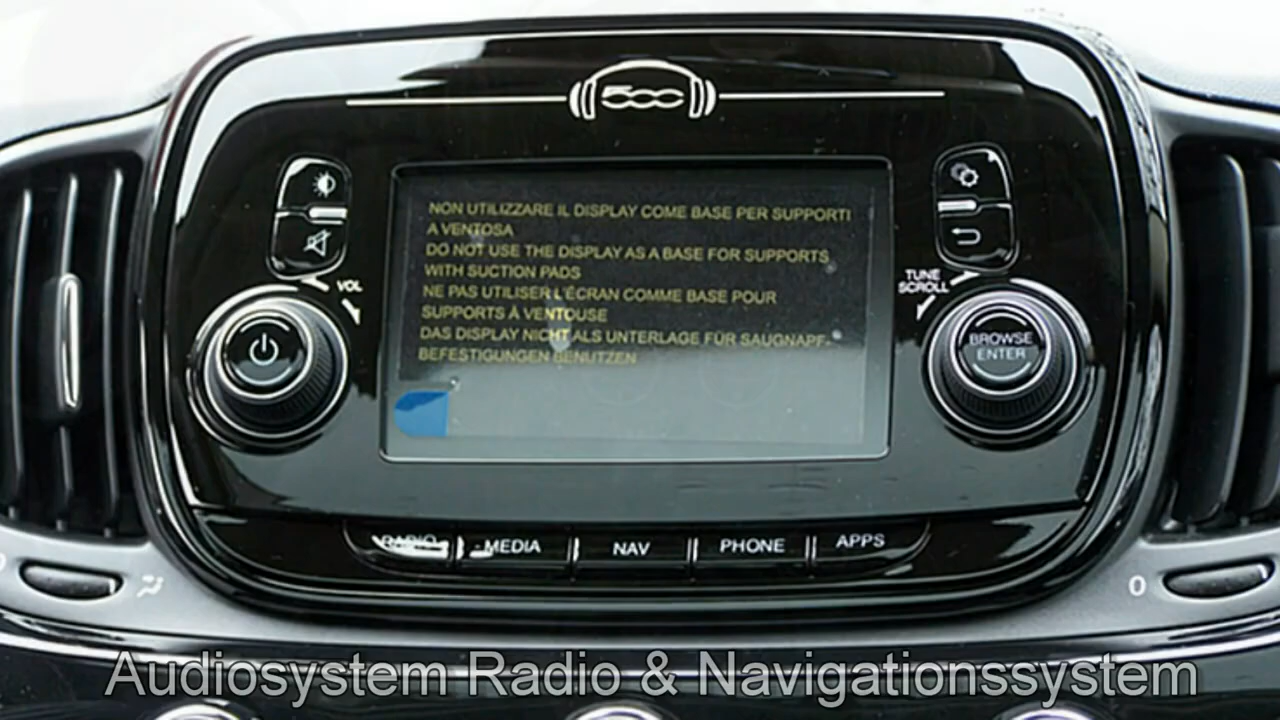 500
NON UTILIZZARE IL DISPLAY COME BASE PER SUPPORTI
A VENTOSA
DO NOT USE THE DISPLAY AS A BASE FOR SUPPORTS
WITH SUCTION PADS
NE PAS UTILISER L'ÉCRAN COMME BASE POUR
SUPPORTS À VENTOUSE
DAS DISPLAY NICHT ALS UNTERLAGE FÜR SAUGNAPF-
BEFESTIGUNGEN BENUTZEN
VOL
TUNE
SCROLL
BROWSE
ENTER
RADIO MEDIA NAV PHONE APPS
0
Audiosystem Radio & Navigationssystem